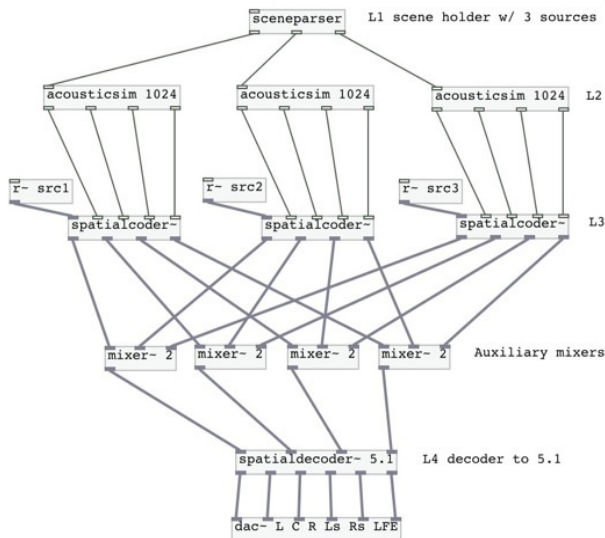 sceneparser L1 scene holder w/ 3 sources
acousticsim 1024 acousticsim 1024 acousticsim 1024 L2
r~ src1 r~ src2 r~ src3
spatialcoder~ spatialcoder~ spatialcoder~ L3
mixer~ 2 mixer~ 2 mixer~ 2 mixer~ 2 Auxiliary mixers
spatialdecoder~ 5.1 L4 decoder to 5.1
dac~ L C R Ls Rs LFE